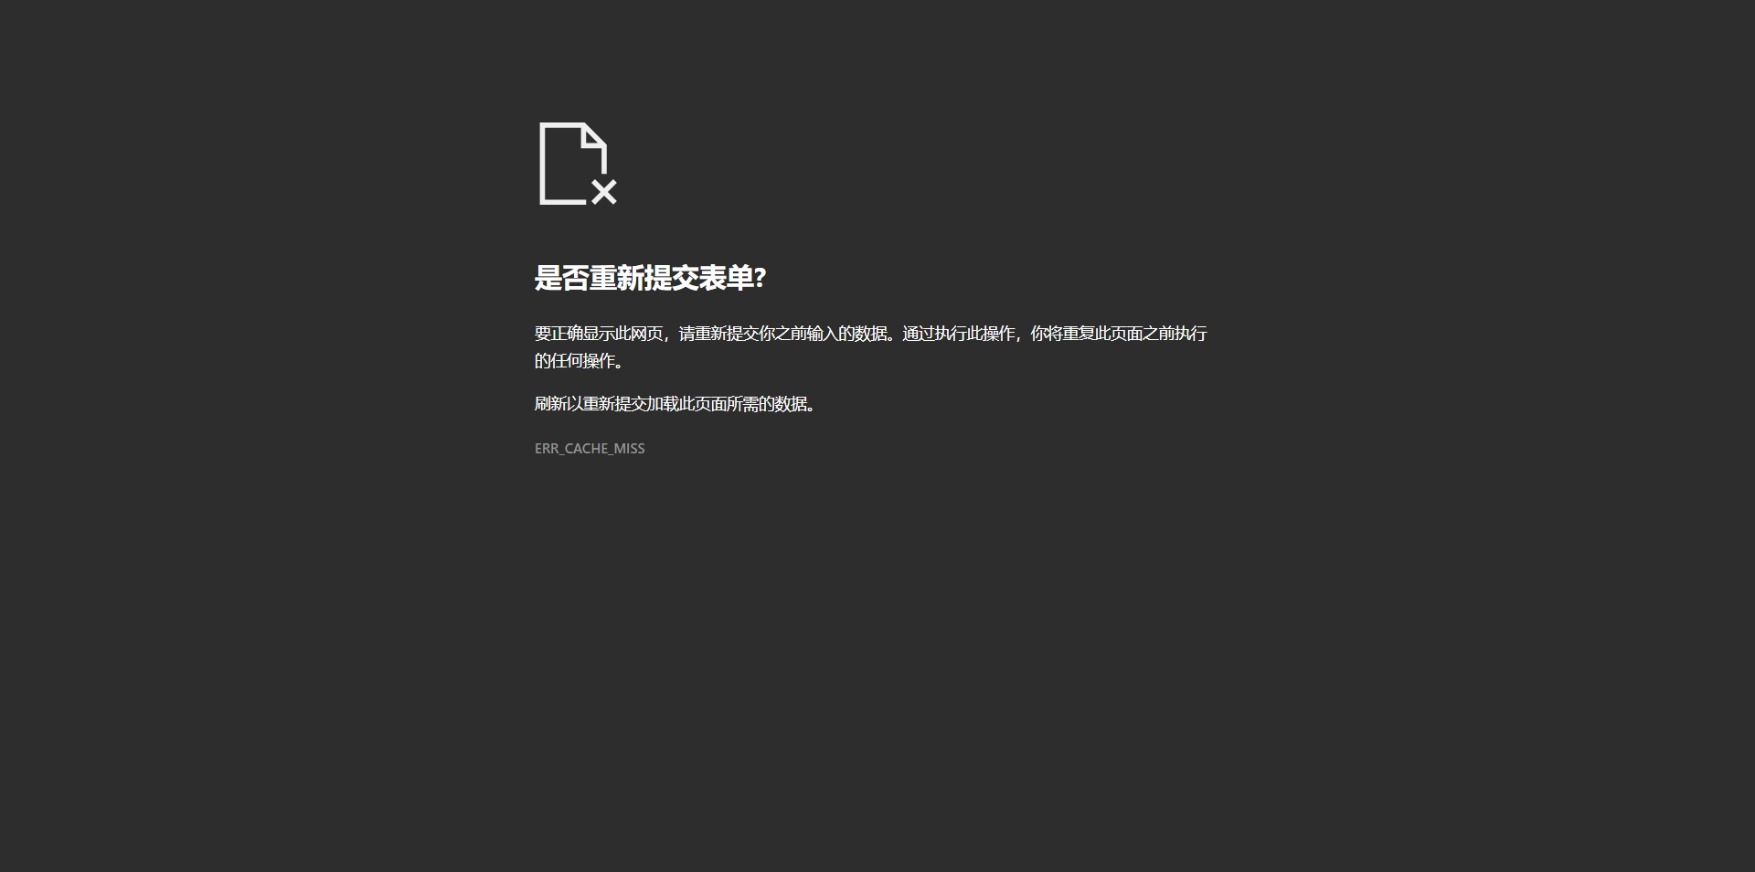 是否重新提交表单?
要正确显示此网页，请重新提交你之前输入的数据。通过执行此操作，你将重复此页面之前执行
的任何操作。
刷新以重新提交加载此页面所需的数据。
ERR_CACHE_MISS